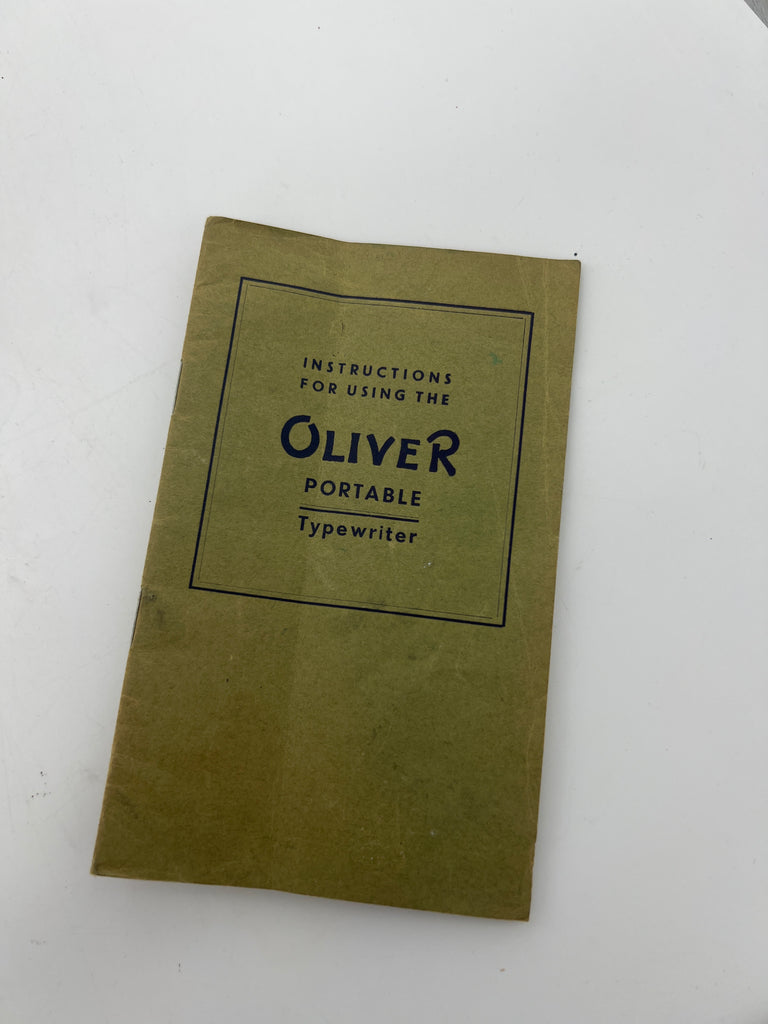 INSTRUCTIONS
FOR USING THE
OLIVER
PORTABLE
Typewriter